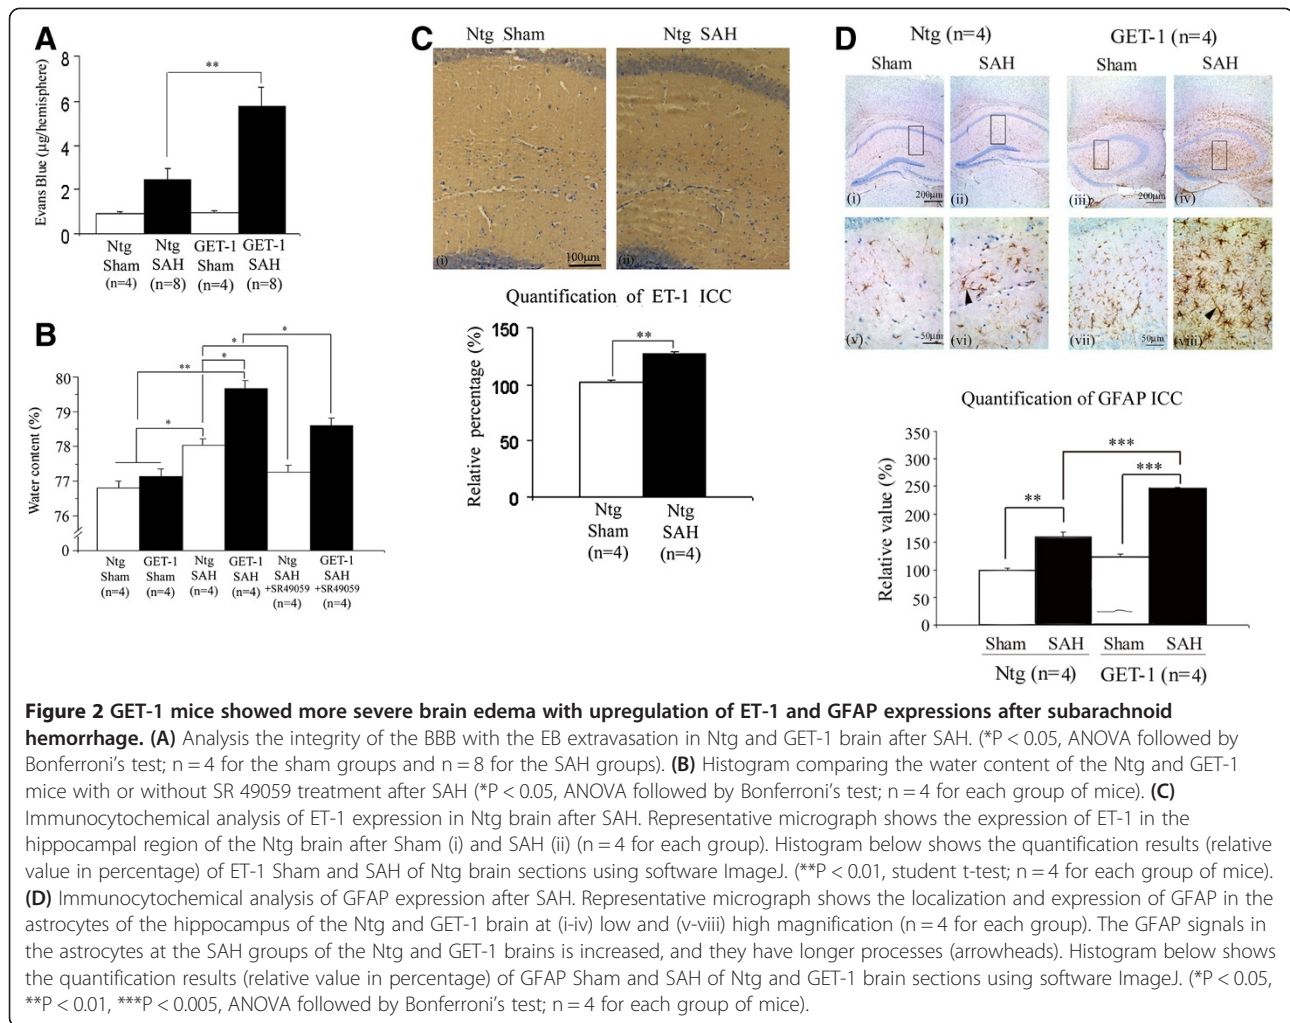 A
8
6
4
2
0
Evans Blue (μg/hemisphere)
**
Ntg Sham (n=4)
Ntg SAH (n=8)
GET-1 Sham (n=4)
GET-1 SAH (n=8)
B
80
79
78
77
76
0
Water content (%)
*
**
*
*
*
Ntg Sham (n=4)
GET-1 Sham (n=4)
Ntg SAH (n=4)
GET-1 SAH (n=4)
Ntg SAH +SR49059 (n=4)
GET-1 SAH +SR49059 (n=4)
C
Ntg Sham
Ntg SAH
(i)
100μm
(ii)
Quantification of ET-1 ICC
150
100
50
0
Relative percentage (%)
**
Ntg Sham (n=4)
Ntg SAH (n=4)
D
Ntg (n=4)
GET-1 (n=4)
Sham
SAH
Sham
SAH
(i)
200μm
(ii)
(iii)
200μm
(iv)
(v)
50μm
(vi)
(vii)
50μm
(viii)
Quantification of GFAP ICC
350
300
250
200
150
100
50
0
Relative value (%)
**
***
***
Sham SAH Sham SAH
Ntg (n=4) GET-1 (n=4)
Figure 2 GET-1 mice showed more severe brain edema with upregulation of ET-1 and GFAP expressions after subarachnoid
hemorrhage. (A) Analysis the integrity of the BBB with the EB extravasation in Ntg and GET-1 brain after SAH. (*P < 0.05, ANOVA followed by
Bonferroni's test; n = 4 for the sham groups and n = 8 for the SAH groups). (B) Histogram comparing the water content of the Ntg and GET-1
mice with or without SR 49059 treatment after SAH (*P < 0.05, ANOVA followed by Bonferroni's test; n = 4 for each group of mice). (C)
Immunocytochemical analysis of ET-1 expression in Ntg brain after SAH. Representative micrograph shows the expression of ET-1 in the
hippocampal region of the Ntg brain after Sham (i) and SAH (ii) (n = 4 for each group). Histogram below shows the quantification results (relative
value in percentage) of ET-1 Sham and SAH of Ntg brain sections using software ImageJ. (**P < 0.01, student t-test; n = 4 for each group of mice).
(D) Immunocytochemical analysis of GFAP expression after SAH. Representative micrograph shows the localization and expression of GFAP in the
astrocytes of the hippocampus of the Ntg and GET-1 brain at (i-iv) low and (v-viii) high magnification (n = 4 for each group). The GFAP signals in
the astrocytes at the SAH groups of the Ntg and GET-1 brains is increased, and they have longer processes (arrowheads). Histogram below shows
the quantification results (relative value in percentage) of GFAP Sham and SAH of Ntg and GET-1 brain sections using software ImageJ. (*P < 0.05,
**P < 0.01, ***P < 0.005, ANOVA followed by Bonferroni's test; n = 4 for each group of mice).